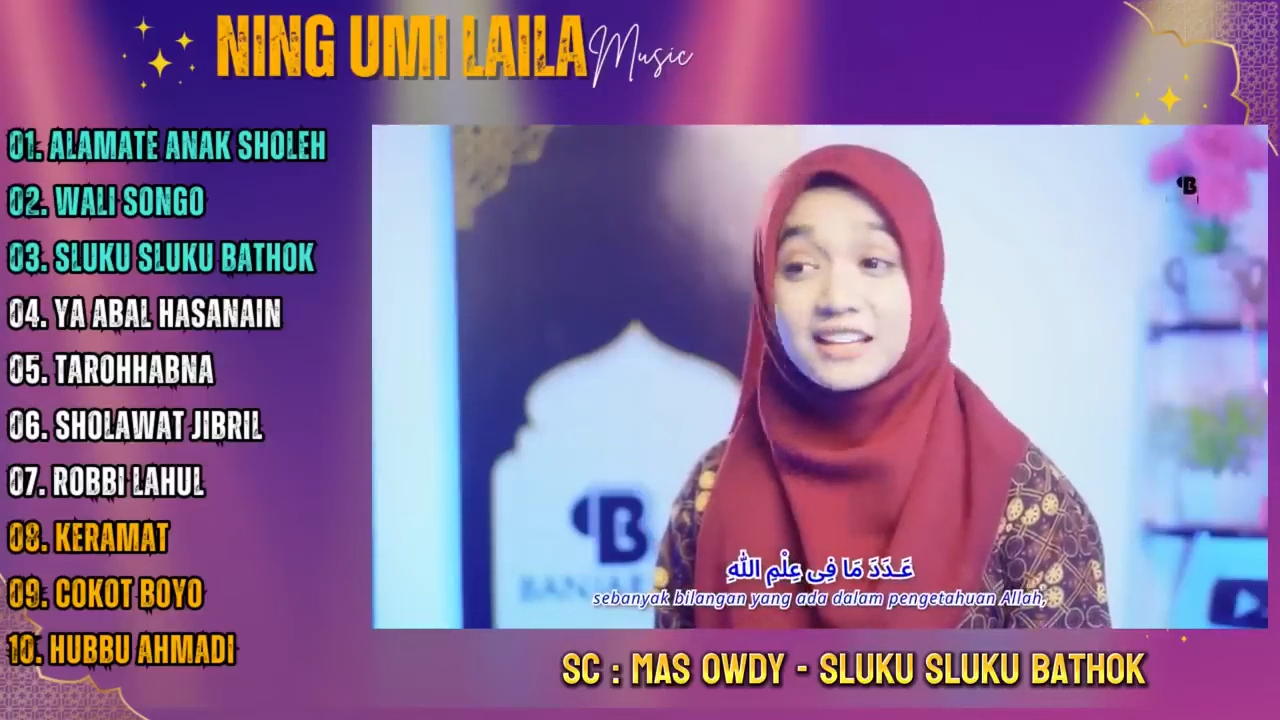 NING UMI LAILA Music
01. ALAMATE ANAK SHOLEH
02. WALI SONGO
03. SLUKU SLUKU BATHOK
04. YA ABAL HASANAIN
05. TAROHHABNA
06. SHOLAWAT JIBRIL
07. ROBBI LAHUL
08. KERAMAT
09. COKOT BOYO
10. HUBBU AHMADI
B
B
عَـدَدَ مَا فِى عِلْمِ اللّٰهِ
sebanyak bilangan yang ada dalam pengetahuan Allah,
SC : MAS OWDY - SLUKU SLUKU BATHOK